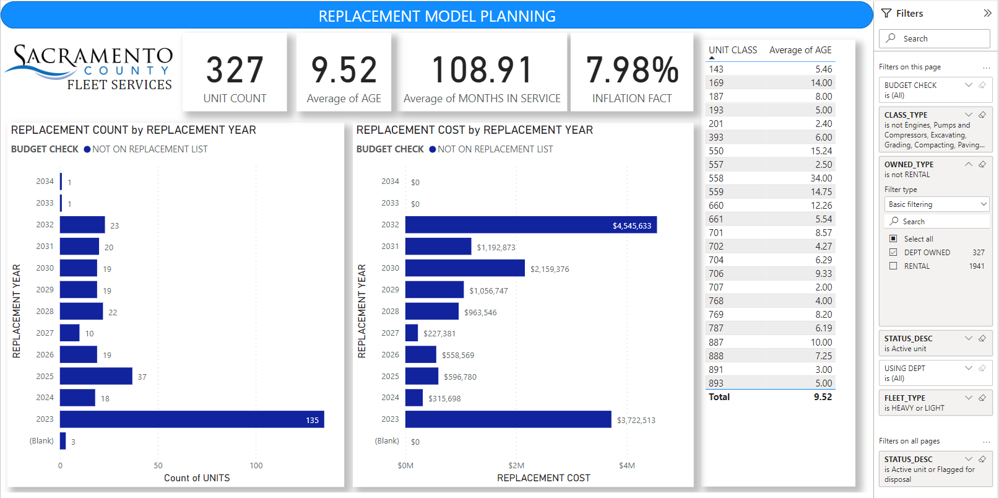 REPLACEMENT MODEL PLANNING
SACRAMENTO
COUNTY
FLEET SERVICES
327
UNIT COUNT
9.52
Average of AGE
108.91
Average of MONTHS IN SERVICE
7.98%
INFLATION FACT
REPLACEMENT COUNT by REPLACEMENT YEAR
BUDGET CHECK NOT ON REPLACEMENT LIST
REPLACEMENT YEAR
2034 1
2033 1
2032 23
2031 20
2030 19
2029 19
2028 22
2027 10
2026 19
2025 37
2024 18
2023 135
(Blank) 3
0 50 100
Count of UNITS
REPLACEMENT COST by REPLACEMENT YEAR
BUDGET CHECK NOT ON REPLACEMENT LIST
REPLACEMENT YEAR
2034 $0
2033 $0
2032 $4,545,633
2031 $1,192,873
2030 $2,159,376
2029 $1,056,747
2028 $963,546
2027 $227,381
2026 $558,569
2025 $596,780
2024 $315,698
2023 $3,722,513
(Blank) $0
$0M $2M $4M
REPLACEMENT COST
UNIT CLASS Average of AGE
143 5.46
169 14.00
187 8.00
193 5.00
201 2.40
393 6.00
550 15.24
557 2.50
558 34.00
559 14.75
660 12.26
661 5.54
701 8.57
702 4.27
704 6.29
706 9.33
707 2.00
768 4.00
769 8.20
787 6.19
887 10.00
888 7.25
891 3.00
893 5.00
Total 9.52
Filters
Search
Filters on this page ...
BUDGET CHECK
is (All)
CLASS_TYPE
is not Engines, Pumps and
Compressors, Excavating,
Grading, Compacting, Paving...
OWNED_TYPE
is not RENTAL
Filter type
Basic filtering
Search
Select all
DEPT OWNED 327
RENTAL 1941
STATUS_DESC
is Active unit
USING DEPT
is (All)
FLEET_TYPE
is HEAVY or LIGHT
Filters on all pages ...
STATUS_DESC
is Active unit or Flagged for
disposal